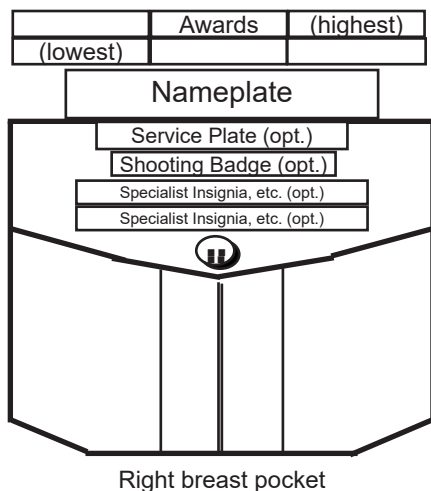 Awards (highest)
(lowest)
Nameplate
Service Plate (opt.)
Shooting Badge (opt.)
Specialist Insignia, etc. (opt.)
Specialist Insignia, etc. (opt.)
Right breast pocket